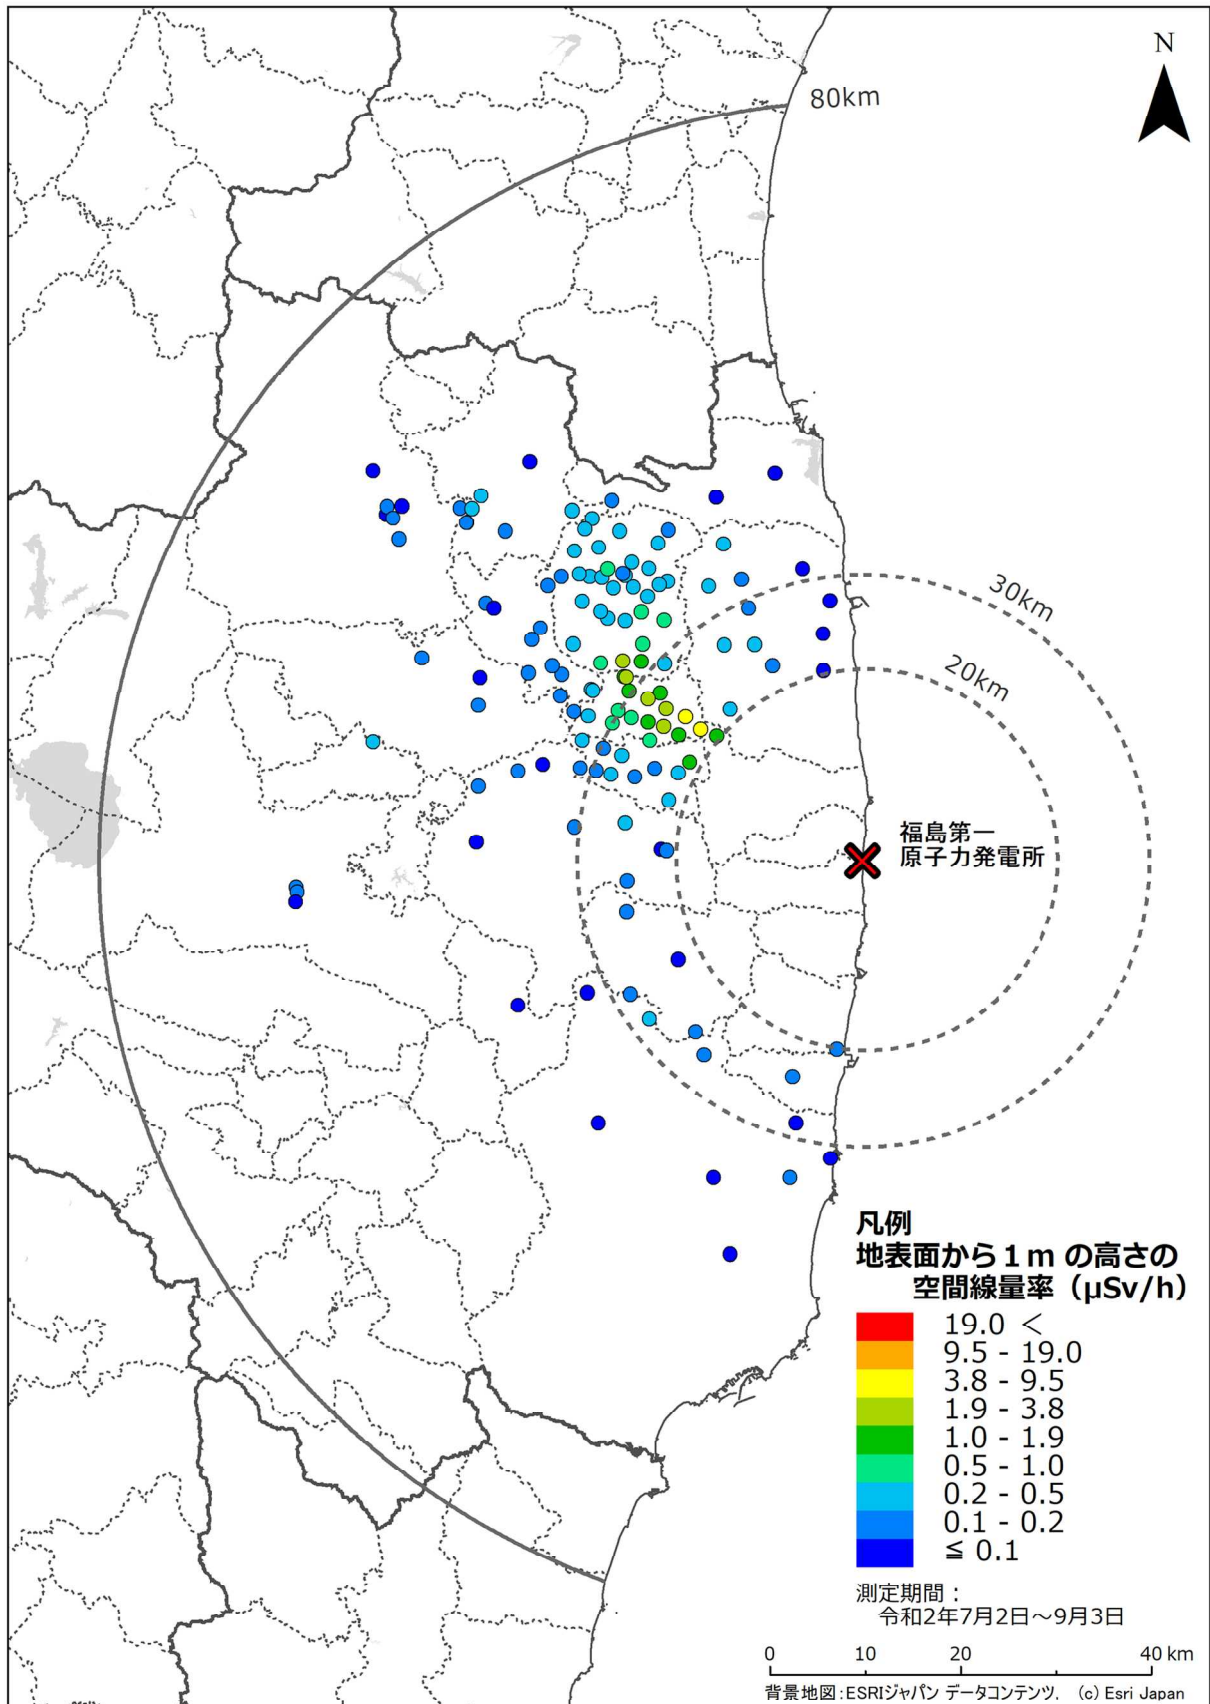 N
80km
30km
20km
福島第一
原子力発電所
凡例
地表面から1mの高さの
空間線量率（μSv/h）
19.0 ＜
9.5 - 19.0
3.8 - 9.5
1.9 - 3.8
1.0 - 1.9
0.5 - 1.0
0.2 - 0.5
0.1 - 0.2
≦ 0.1
測定期間：
令和2年7月2日～9月3日
0 10 20 40 km
背景地図：ESRIジャパン データコンテンツ, (c) Esri Japan